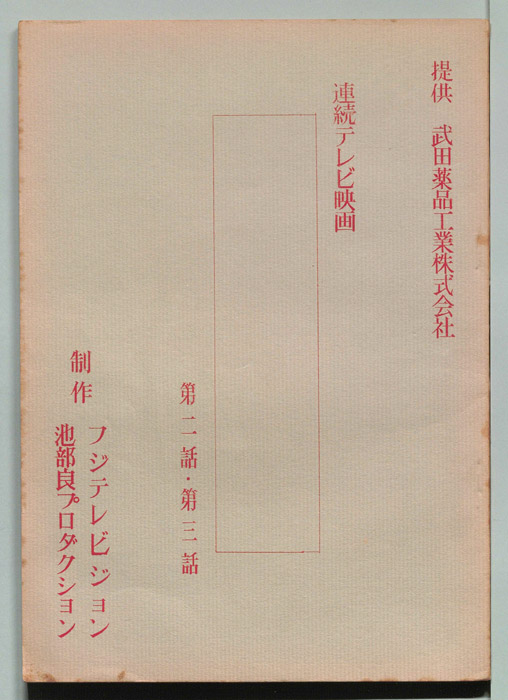 提供 武田薬品工業株式会社
連続テレビ映画
第二話・第三話
制作
フジテレビジョン
池部良プロダクション